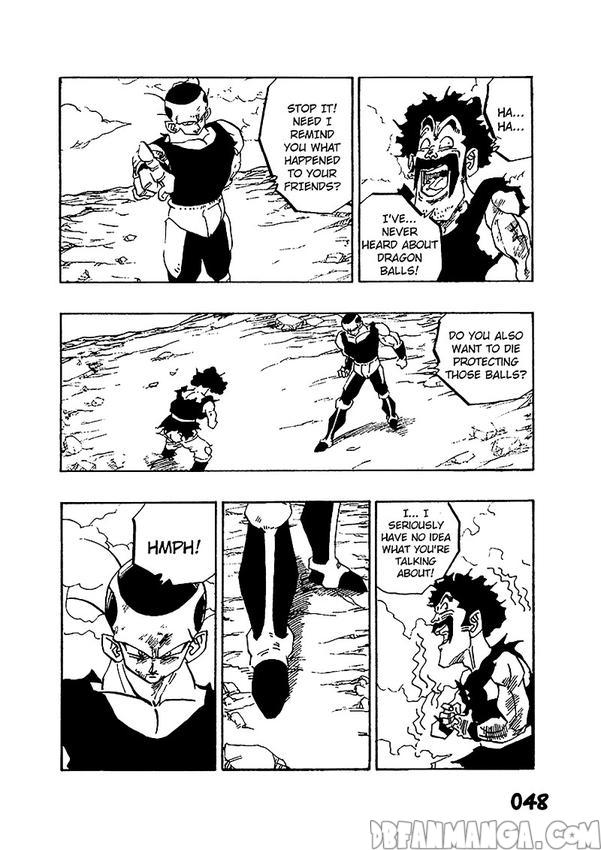 HA...
HA...
I'VE...
NEVER
HEARD ABOUT
DRAGON
BALLS!
STOP IT!
NEED I
REMIND
YOU WHAT
HAPPENED
TO YOUR
FRIENDS?
DO YOU ALSO
WANT TO DIE
PROTECTING
THOSE BALLS?
I... I
SERIOUSLY
HAVE NO IDEA
WHAT YOU'RE
TALKING
ABOUT!
HMPH!
048
DBFANMANGA.COM